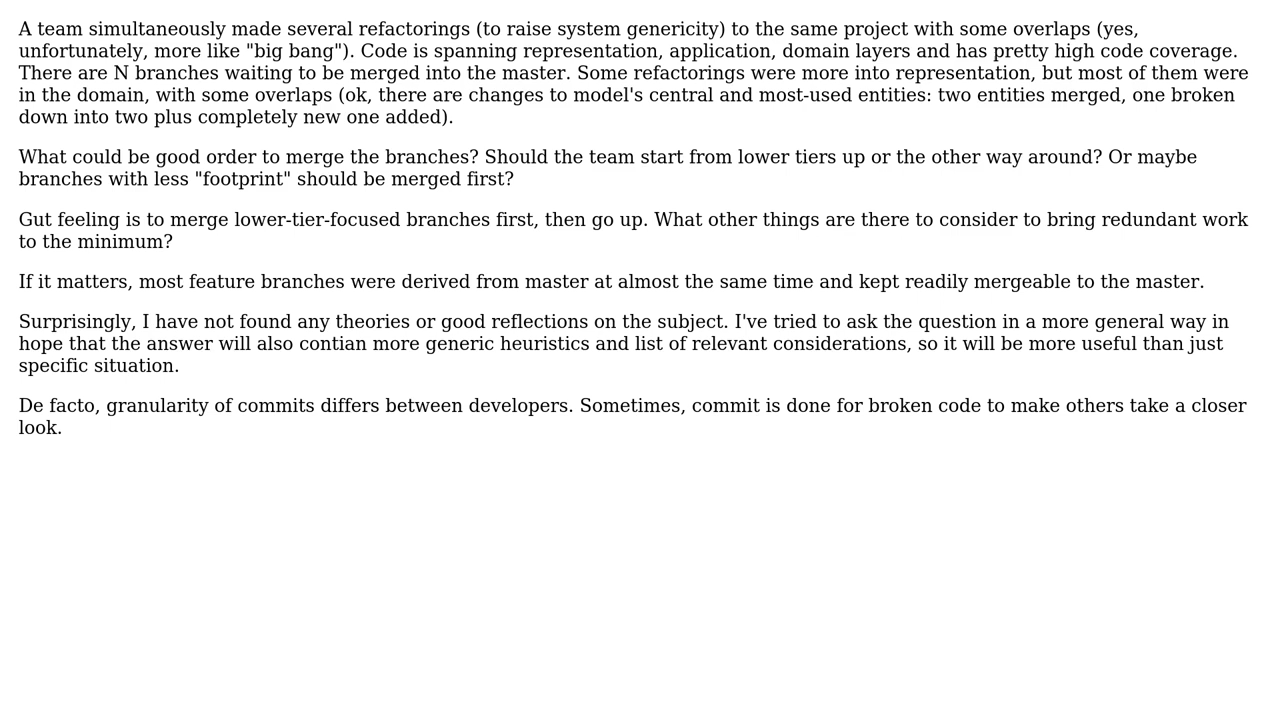 A team simultaneously made several refactorings (to raise system genericity) to the same project with some overlaps (yes,
unfortunately, more like "big bang"). Code is spanning representation, application, domain layers and has pretty high code coverage.
There are N branches waiting to be merged into the master. Some refactorings were more into representation, but most of them were
in the domain, with some overlaps (ok, there are changes to model's central and most-used entities: two entities merged, one broken
down into two plus completely new one added).
What could be good order to merge the branches? Should the team start from lower tiers up or the other way around? Or maybe
branches with less "footprint" should be merged first?
Gut feeling is to merge lower-tier-focused branches first, then go up. What other things are there to consider to bring redundant work
to the minimum?
If it matters, most feature branches were derived from master at almost the same time and kept readily mergeable to the master.
Surprisingly, I have not found any theories or good reflections on the subject. I've tried to ask the question in a more general way in
hope that the answer will also contian more generic heuristics and list of relevant considerations, so it will be more useful than just
specific situation.
De facto, granularity of commits differs between developers. Sometimes, commit is done for broken code to make others take a closer
look.